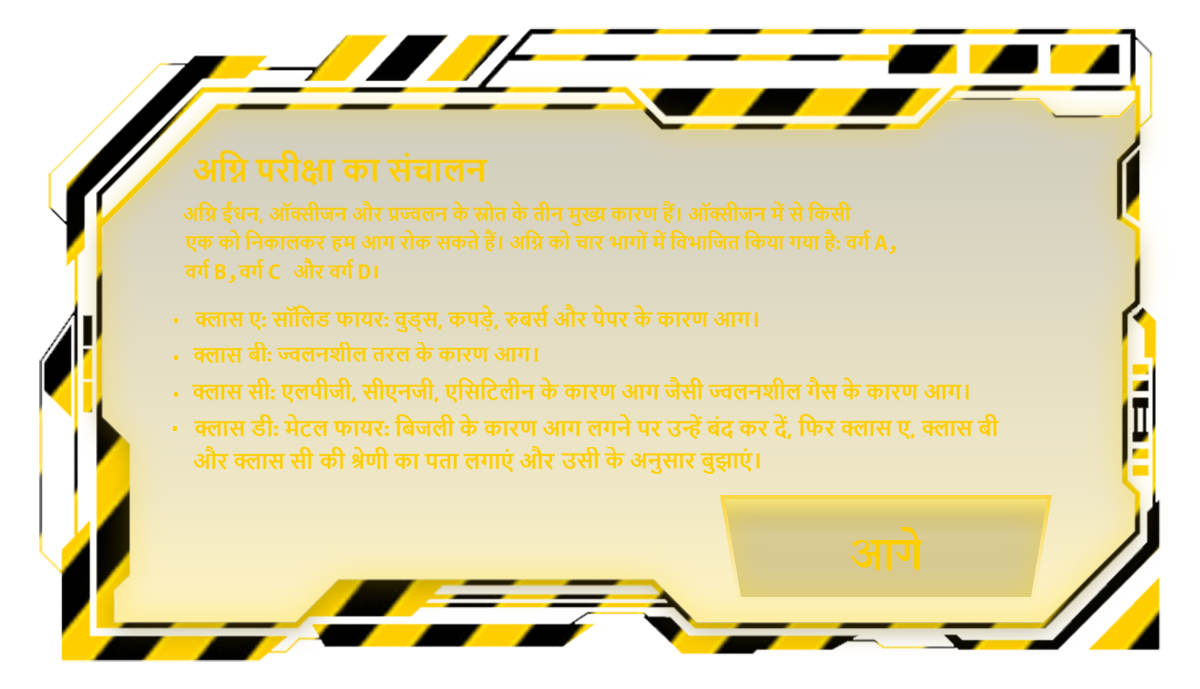 अग्नि परीक्षा का संचालन
अग्नि ईंधन, ऑक्सीजन और प्रज्वलन के स्रोत के तीन मुख्य कारण हैं। ऑक्सीजन में से किसी
एक को निकालकर हम आग रोक सकते हैं। अग्नि को चार भागों में विभाजित किया गया है: वर्ग A,
वर्ग B, वर्ग C और वर्ग D।
• क्लास ए: सॉलिड फायर: वुड्स, कपड़े, रुबर्स और पेपर के कारण आग।
• क्लास बी: ज्वलनशील तरल के कारण आग।
• क्लास सी: एलपीजी, सीएनजी, एसिटिलीन के कारण आग जैसी ज्वलनशील गैस के कारण आग।
• क्लास डी: मेटल फायर: बिजली के कारण आग लगने पर उन्हें बंद कर दें, फिर क्लास ए, क्लास बी
और क्लास सी की श्रेणी का पता लगाएं और उसी के अनुसार बुझाएं।
आगे